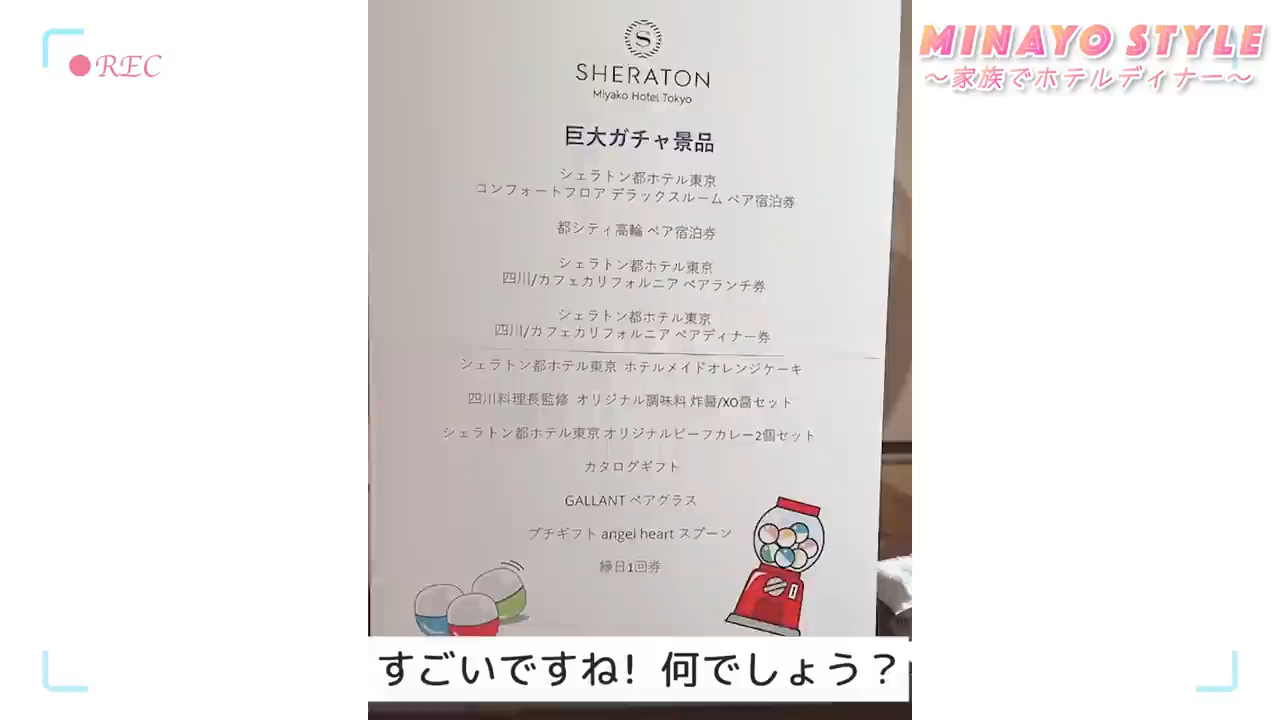 REC
MINAYO STYLE
～家族でホテルディナー～
S
SHERATON
Miyako Hotel Tokyo
巨大ガチャ景品
シェラトン都ホテル東京
コンフォートフロア デラックスルーム ペア宿泊券
都シティ高輪 ペア宿泊券
シェラトン都ホテル東京
四川/カフェカリフォルニア ペアランチ券
シェラトン都ホテル東京
四川/カフェカリフォルニア ペアディナー券
シェラトン都ホテル東京 ホテルメイドオレンジケーキ
四川料理長監修 オリジナル調味料 炸醤/XO醤セット
シェラトン都ホテル東京 オリジナルビーフカレー2個セット
カタログギフト
GALLANT ペアグラス
プチギフト angel heart スプーン
縁日1回券
すごいですね! 何でしょう？